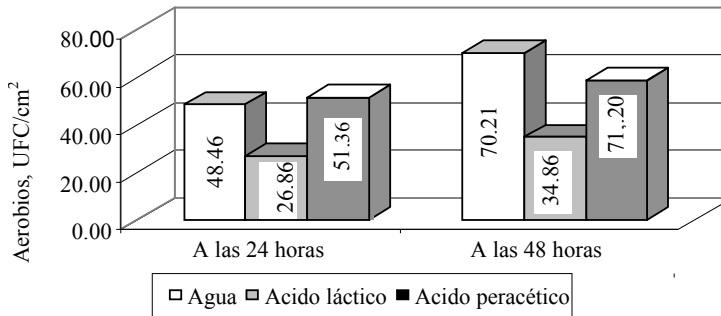 Aerobios, UFC/cm²
80.00
60.00
40.00
20.00
0.00
48.46
26.86
51.36
70.21
34.86
71,.20
A las 24 horas
A las 48 horas
Agua Acido láctico Acido peracético